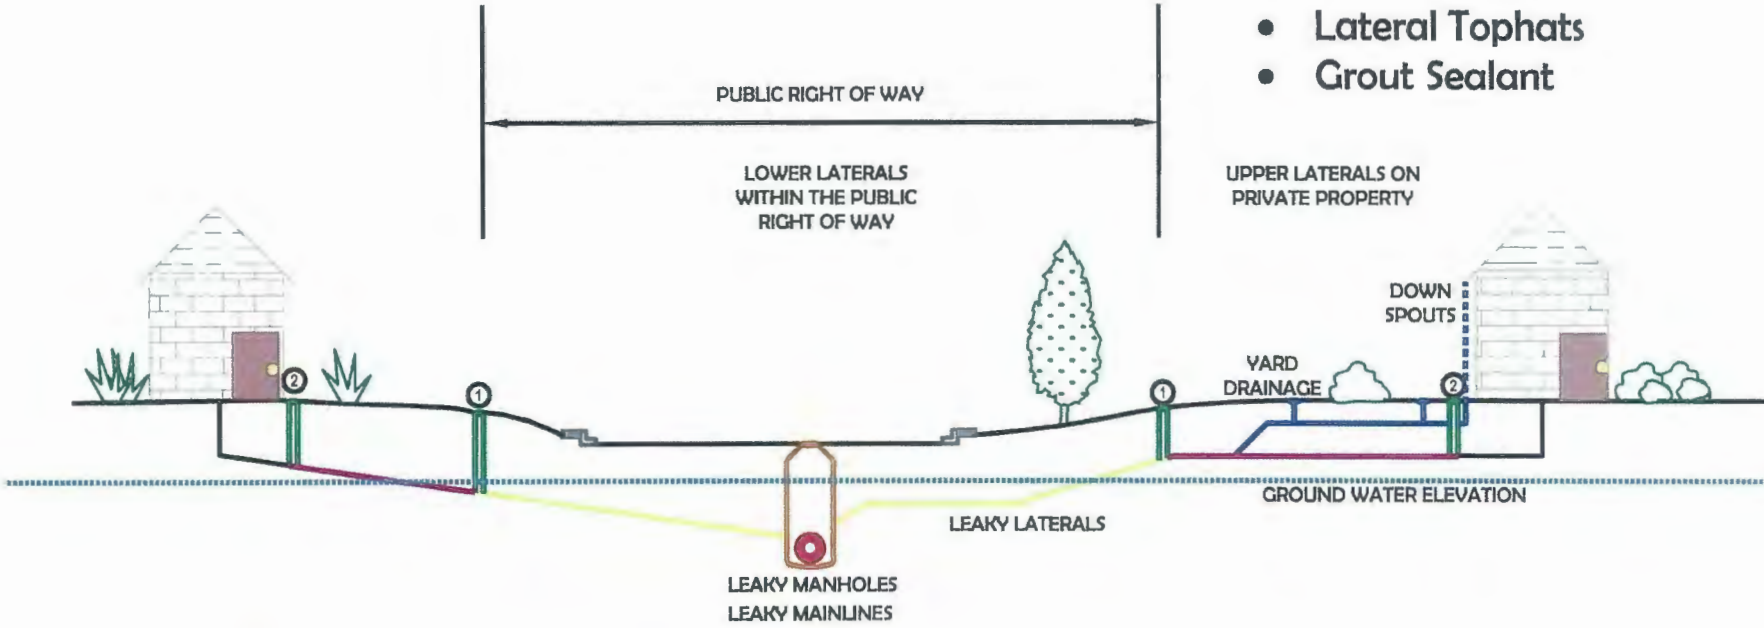 • Lateral Tophats
• Grout Sealant
PUBLIC RIGHT OF WAY
LOWER LATERALS
WITHIN THE PUBLIC
RIGHT OF WAY
UPPER LATERALS ON
PRIVATE PROPERTY
DOWN
SPOUTS
YARD
DRAINAGE
2
1
1
2
GROUND WATER ELEVATION
LEAKY LATERALS
LEAKY MANHOLES
LEAKY MAINLINES